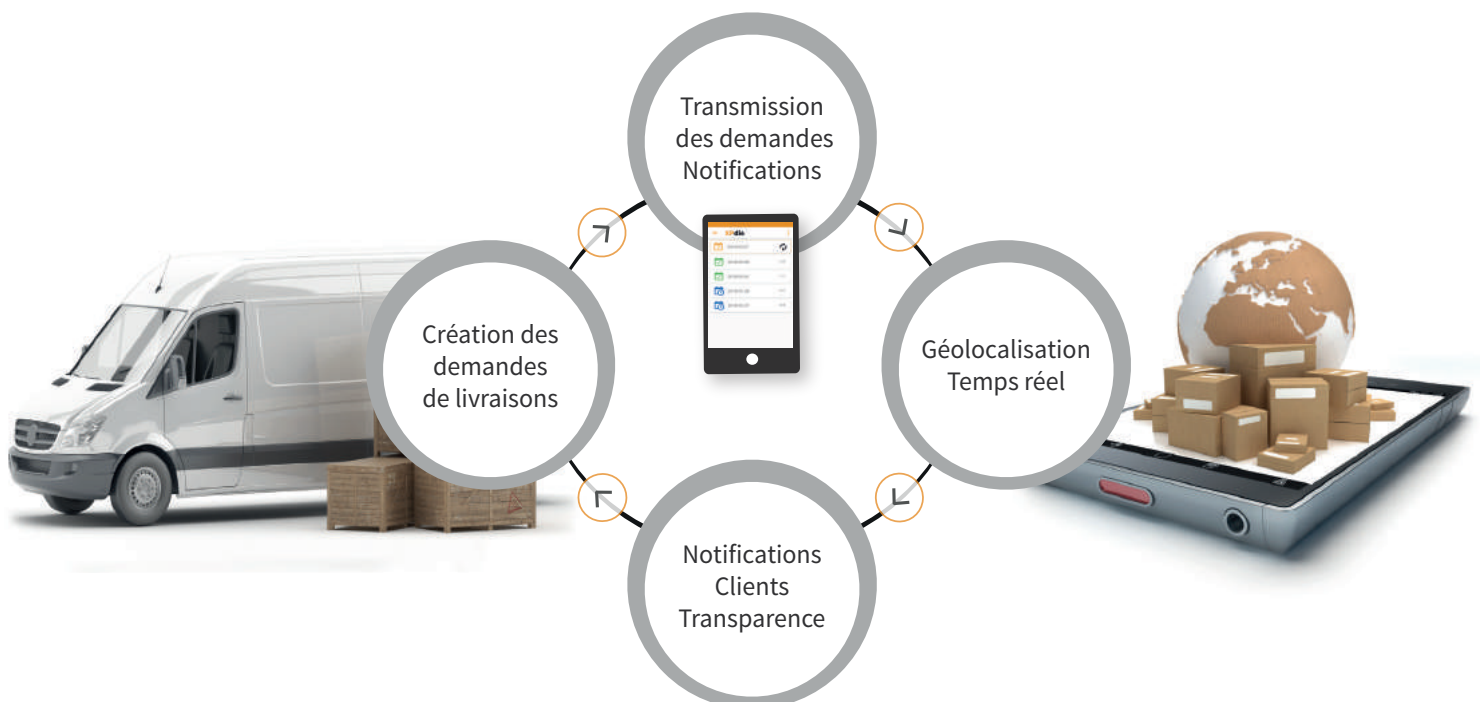 Transmission
des demandes
Notifications
Création des
demandes
de livraisons
Géolocalisation
Temps réel
Notifications
Clients
Transparence